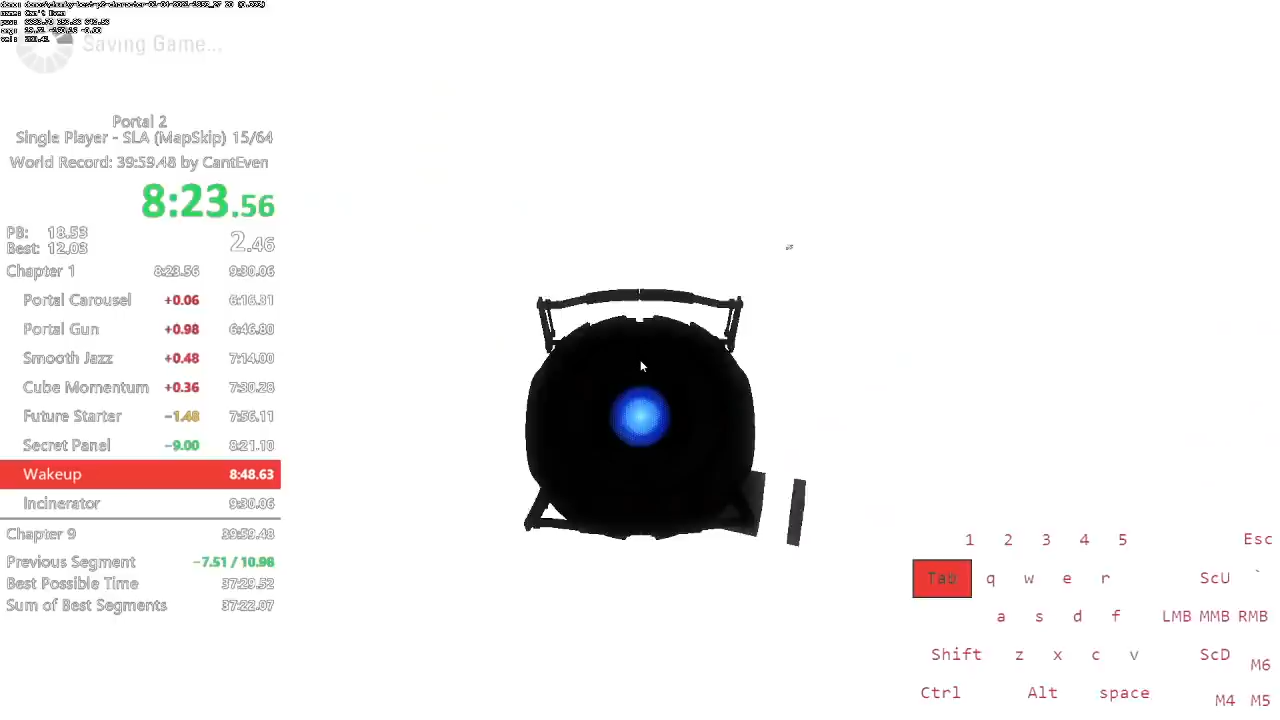 Saving Game...
Portal 2
Single Player - SLA (MapSkip) 15/64
World Record: 39:59.48 by CantEven
8:23.56
PB: 18.53
Best: 12.03
2.46
Chapter 1 8:23.56 9:30.06
Portal Carousel +0.06 6:16.31
Portal Gun +0.98 6:46.80
Smooth Jazz +0.48 7:14.00
Cube Momentum +0.36 7:30.28
Future Starter −1.48 7:56.11
Secret Panel −9.00 8:21.10
Wakeup 8:48.63
Incinerator 9:30.06
Chapter 9 39:59.48
Previous Segment −7.51 / 10.98
Best Possible Time 37:29.52
Sum of Best Segments 37:22.07
1 2 3 4 5 Esc
Tab q w e r ScU `
a s d f LMB MMB RMB
Shift z x c v ScD M6
Ctrl Alt space M4 M5